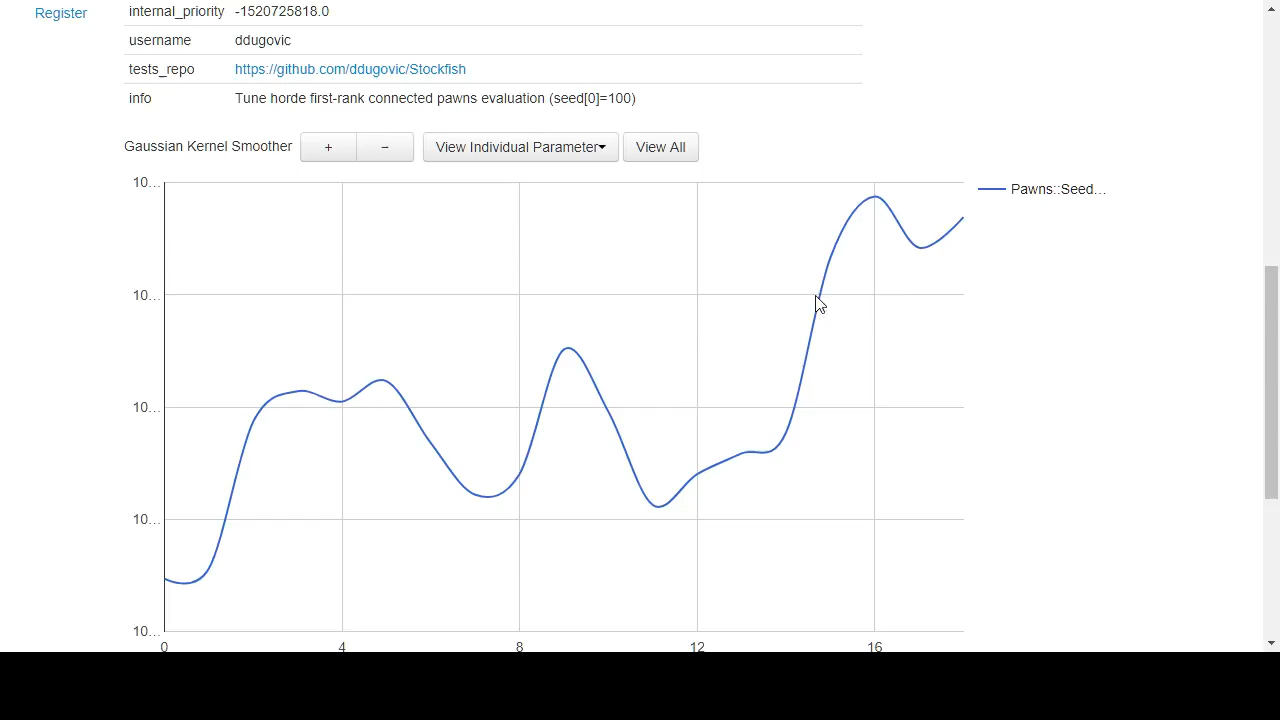 Register
internal_priority -1520725818.0
username ddugovic
tests_repo https://github.com/ddugovic/Stockfish
info Tune horde first-rank connected pawns evaluation (seed[0]=100)
Gaussian Kernel Smoother + − View Individual Parameter View All
10...
Pawns::Seed...
10...
10...
10...
10...
0 4 8 12 16